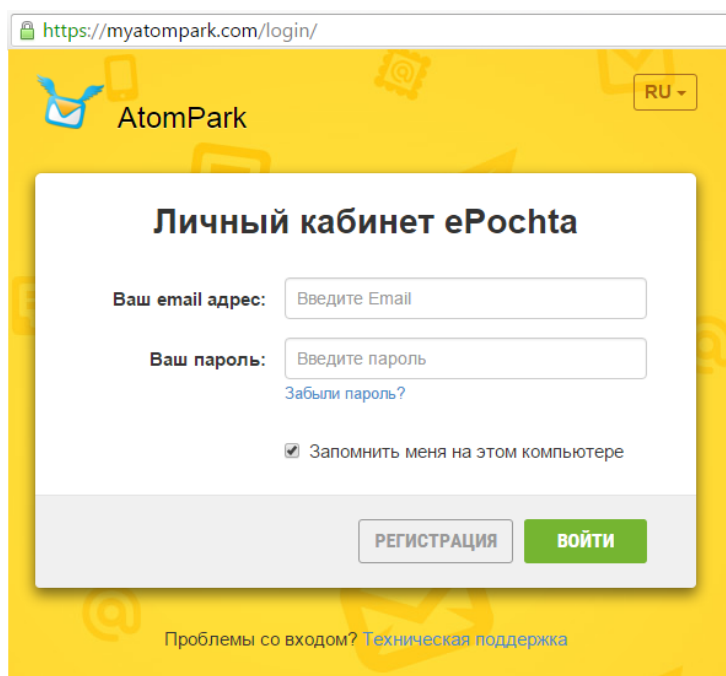 https://myatompark.com/login/
AtomPark
RU
Личный кабинет ePochta
Ваш email адрес: Введите Email
Ваш пароль: Введите пароль
Забыли пароль?
Запомнить меня на этом компьютере
РЕГИСТРАЦИЯ ВОЙТИ
Проблемы со входом? Техническая поддержка